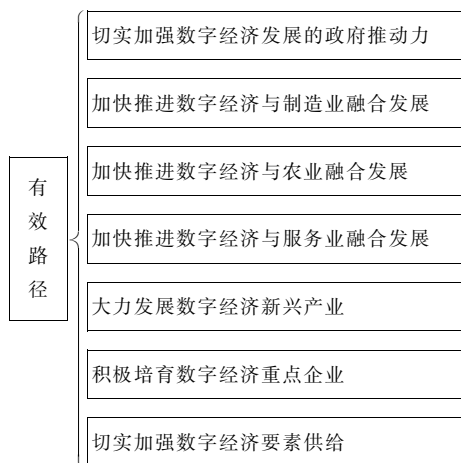 有效路径
切实加强数字经济发展的政府推动力
加快推进数字经济与制造业融合发展
加快推进数字经济与农业融合发展
加快推进数字经济与服务业融合发展
大力发展数字经济新兴产业
积极培育数字经济重点企业
切实加强数字经济要素供给